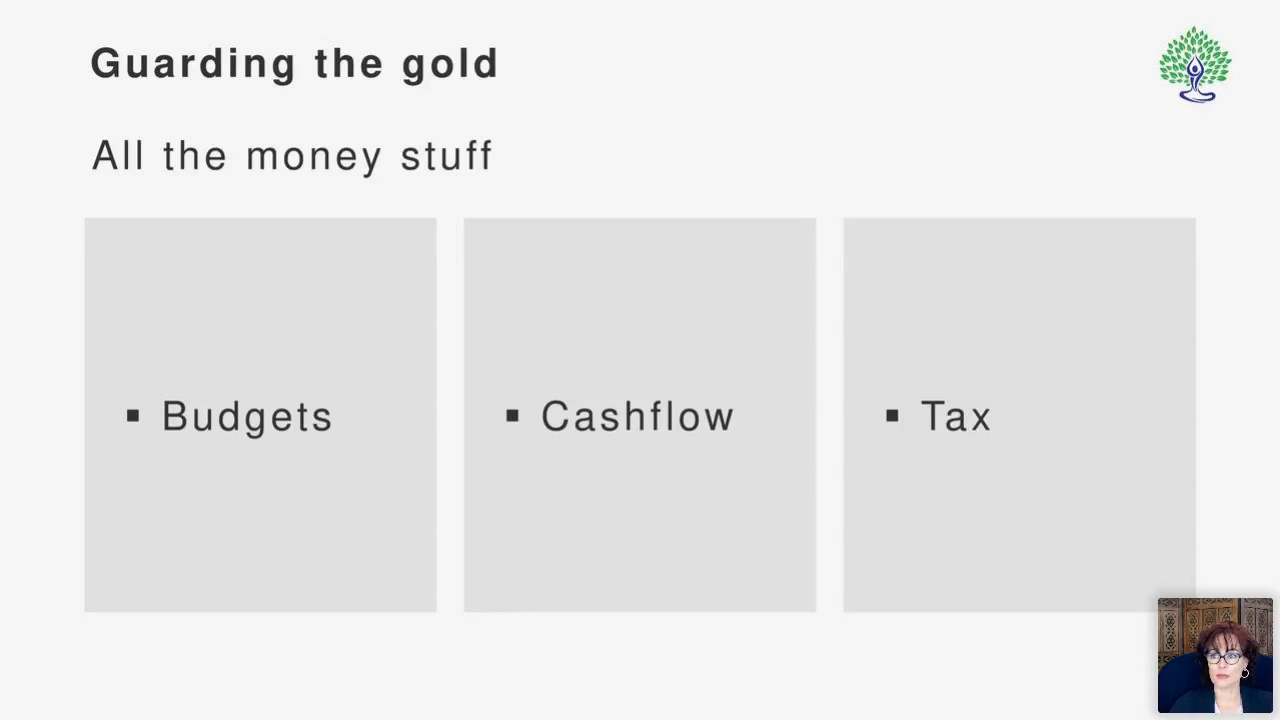 Guarding the gold
All the money stuff
▪ Budgets
▪ Cashflow
▪ Tax